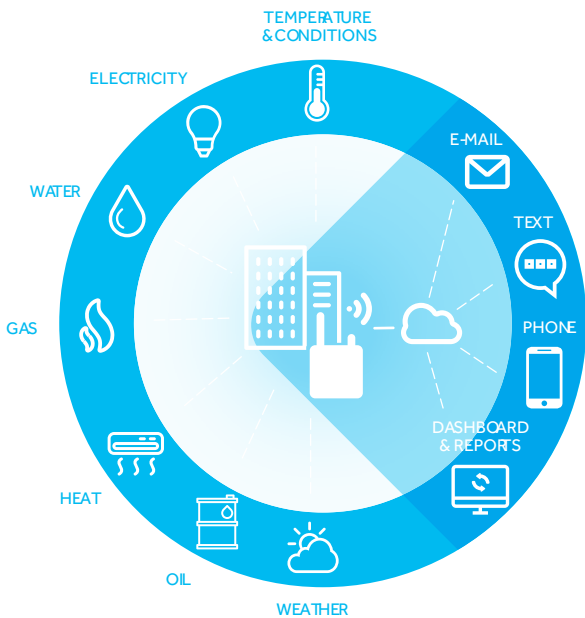 TEMPERATURE
& CONDITIONS
ELECTRICITY
E-MAIL
WATER
TEXT
GAS
PHONE
DASHBOARD
& REPORTS
HEAT
OIL
WEATHER